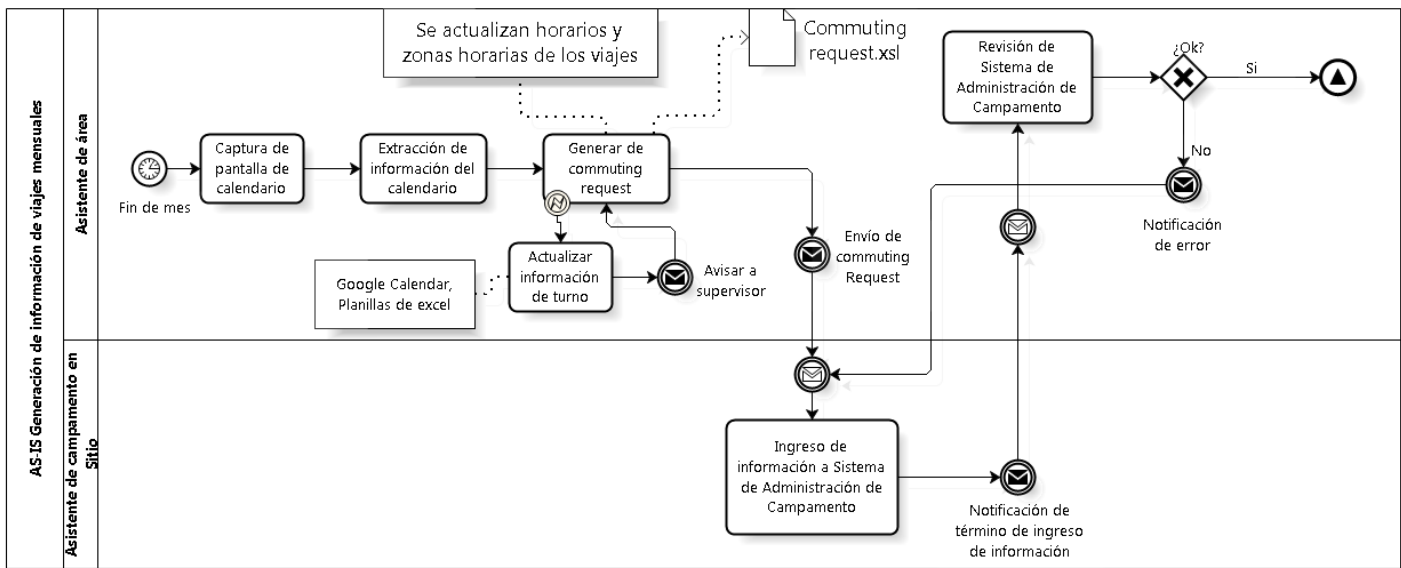 AS-IS Generación de información de viajes mensuales
Asistente de área
Se actualizan horarios y
zonas horarias de los viajes
Commuting
request.xsl
Revisión de
Sistema de
Administración de
Campamento
¿Ok?
Si
No
Captura de
pantalla de
calendario
Extracción de
información del
calendario
Generar de
commuting
request
Fin de mes
Notificación
de error
Envío de
commuting
Request
Actualizar
información
de turno
Avisar a
supervisor
Google Calendar,
Planillas de excel
Asistente de campamento en
Sitio
Ingreso de
información a Sistema
de Administración de
Campamento
Notificación de
término de ingreso
de información